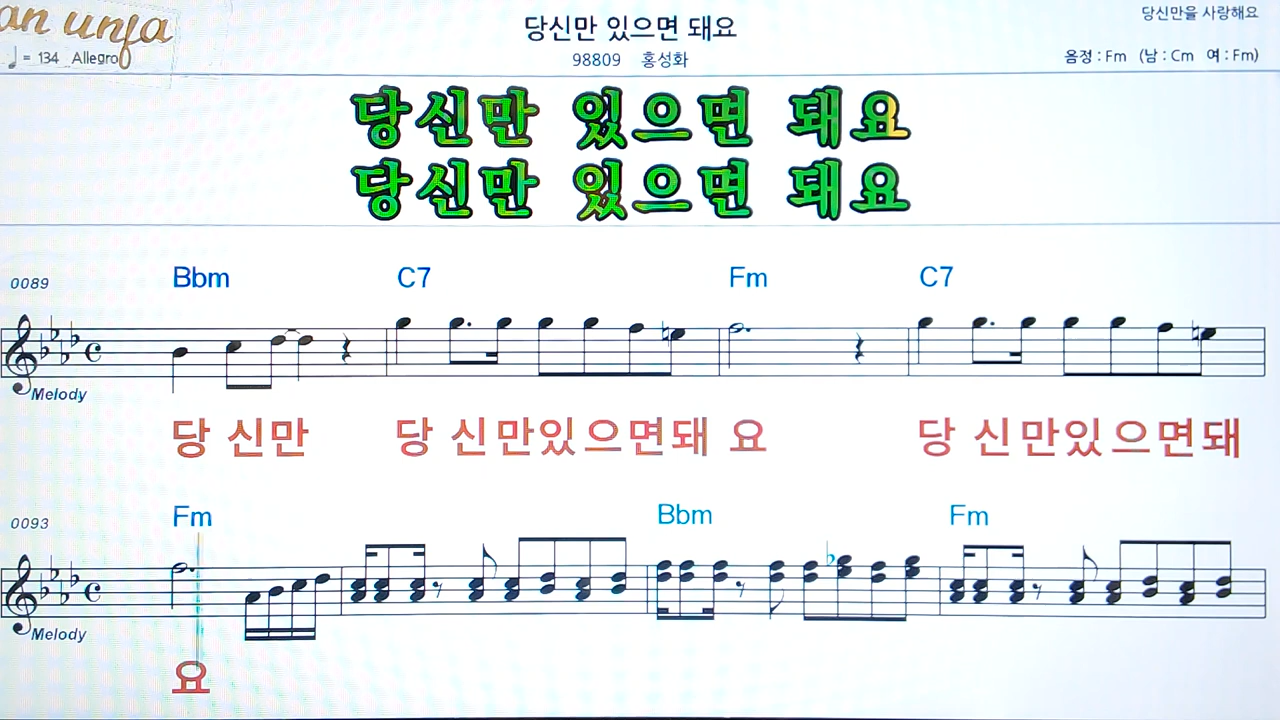 an unja
당신만 있으면 돼요
당신만을 사랑해요
♩ = 134 Allegro
98809 홍성화
음정 : Fm (남 : Cm 여 : Fm)
당신만 있으면 돼요
당신만 있으면 돼요
0089 Bbm C7 Fm C7
Melody
당 신만 당 신만있으면돼 요 당 신만있으면돼
0093 Fm Bbm Fm
Melody
요